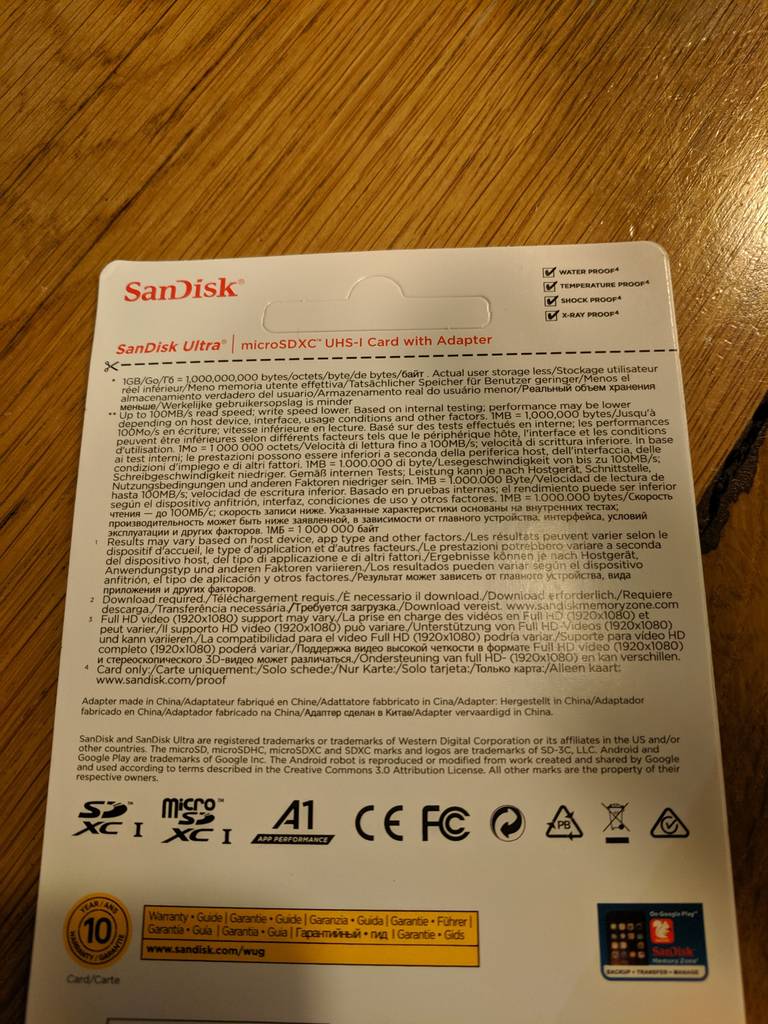 SanDisk®
WATER PROOF⁴
TEMPERATURE PROOF⁴
SHOCK PROOF⁴
X-RAY PROOF⁴
SanDisk Ultra® | microSDXC™ UHS-I Card with Adapter
* 1GB/Go/Гб = 1,000,000,000 bytes/octets/byte/de bytes/байт . Actual user storage less/Stockage utilisateur
réel inférieur/Meno memoria utente effettiva/Tatsächlicher Speicher für Benutzer geringer/Menos el
almacenamiento verdadero del usuario/Armazenamento real do usuário menor/Реальный объем хранения
меньше/Werkelijke gebruikersopslag is minder
** Up to 100MB/s read speed; write speed lower. Based on internal testing; performance may be lower
depending on host device, interface, usage conditions and other factors. 1MB = 1,000,000 bytes/Jusqu'à
100Mo/s en écriture; vitesse inférieure en lecture. Basé sur des tests effectués en interne; les performances
peuvent être inférieures selon différents facteurs tels que le périphérique hôte, l'interface et les conditions
d'utilisation. 1Mo = 1 000 000 octets/Velocità di lettura fino a 100MB/s; velocità di scrittura inferiore. In base
ai test interni; le prestazioni possono essere inferiori a seconda della periferica host, dell'interfaccia, delle
condizioni d'impiego e di altri fattori. 1MB = 1.000.000 di byte/Lesegeschwindigkeit von bis zu 100MB/s;
Schreibgeschwindigkeit niedriger. Gemäß internen Tests; Leistung kann je nach Hostgerät, Schnittstelle,
Nutzungsbedingungen und anderen Faktoren niedriger sein. 1MB = 1.000.000 Byte/Velocidad de lectura de
hasta 100MB/s; velocidad de escritura inferior. Basado en pruebas internas; el rendimiento puede ser inferior
según el dispositivo anfitrión, interfaz, condiciones de uso y otros factores. 1MB = 1.000.000 bytes/Скорость
чтения — до 100МБ/с; скорость записи ниже. Указанные характеристики основаны на внутренних тестах;
производительность может быть ниже заявленной, в зависимости от главного устройства, интерфейса, условий
эксплуатации и других факторов. 1МБ = 1 000 000 байт
1 Results may vary based on host device, app type and other factors./Les résultats peuvent varier selon le
dispositif d'accueil, le type d'application et d'autres facteurs./Le prestazioni potrebbero variare a seconda
del dispositivo host, del tipo di applicazione e di altri fattori./Ergebnisse können je nach Hostgerät,
Anwendungstyp und anderen Faktoren variieren./Los resultados pueden variar según el dispositivo
anfitrión, el tipo de aplicación y otros factores./Результат может зависеть от главного устройства, вида
приложения и других факторов.
2 Download required./Téléchargement requis./È necessario il download./Download erforderlich./Requiere
descarga./Transferência necessária./Требуется загрузка./Download vereist. www.sandiskmemoryzone.com
3 Full HD video (1920x1080) support may vary./La prise en charge des vidéos en Full HD (1920x1080) et
peut varier./Il supporto HD video (1920x1080) può variare./Unterstützung von Full HD-Videos (1920x1080)
und kann variieren./La compatibilidad para el video Full HD (1920x1080) podría variar./Suporte para vídeo HD
completo (1920x1080) poderá variar./Поддержка видео высокой четкости в формате Full HD video (1920x1080)
и стереоскопического 3D-видео может различаться./Ondersteuning van full HD- (1920x1080) en kan verschillen.
4 Card only:/Carte uniquement:/Solo schede:/Nur Karte:/Solo tarjeta:/Только карта:/Alleen kaart:
www.sandisk.com/proof
Adapter made in China/Adaptateur fabriqué en Chine/Adattatore fabbricato in Cina/Adapter: Hergestellt in China/Adaptador
fabricado en China/Adaptador fabricado na China/Адаптер сделан в Китае/Adapter vervaardigd in China.
SanDisk and SanDisk Ultra are registered trademarks or trademarks of Western Digital Corporation or its affiliates in the US and/or
other countries. The microSD, microSDHC, microSDXC and SDXC marks and logos are trademarks of SD-3C, LLC. Android and
Google Play are trademarks of Google Inc. The Android robot is reproduced or modified from work created and shared by Google
and used according to terms described in the Creative Commons 3.0 Attribution License. All other marks are the property of their
respective owners.
SD XC™ I micro SD XC™ I A1 APP PERFORMANCE CE FC PB
10 YEAR/ANS WARRANTY/GARANTIE
Warranty • Guide | Garantie • Guide | Garanzia • Guida | Garantie • Führer |
Garantía • Guía | Garantia • Guia | Гарантийный • гид | Garantie • Gids
www.sandisk.com/wug
Card/Carte
On Google Play™
SanDisk
Memory Zone
BACKUP • TRANSFER • MANAGE